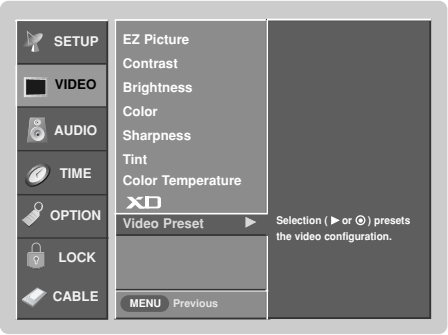 SETUP
VIDEO
AUDIO
TIME
OPTION
LOCK
CABLE
EZ Picture
Contrast
Brightness
Color
Sharpness
Tint
Color Temperature
XD
Video Preset ▶
MENU Previous
Selection ( ▶ or ◉ ) presets
the video configuration.